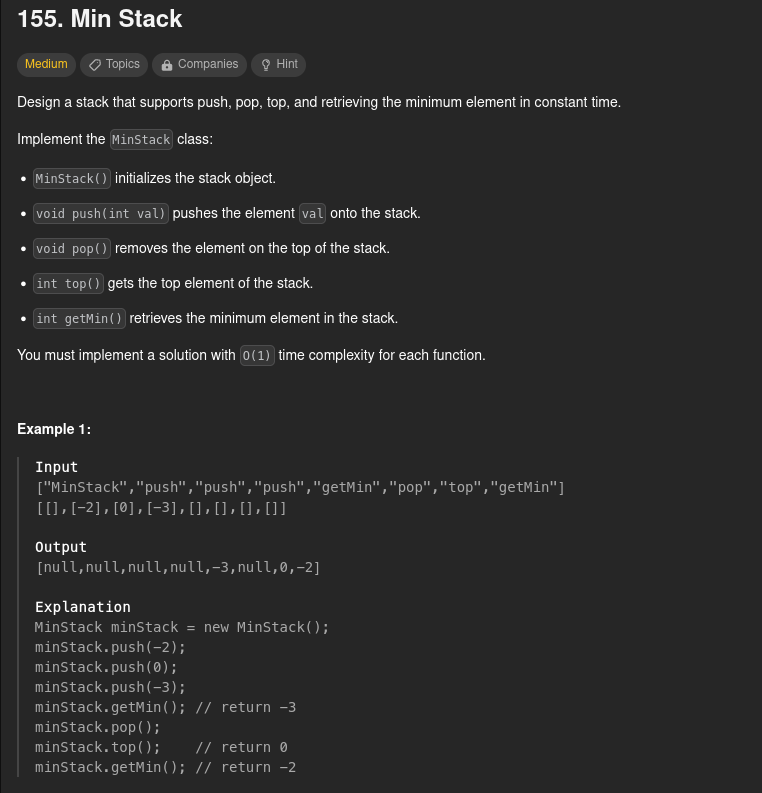 155. Min Stack
Medium Topics Companies Hint
Design a stack that supports push, pop, top, and retrieving the minimum element in constant time.
Implement the MinStack class:
• MinStack() initializes the stack object.
• void push(int val) pushes the element val onto the stack.
• void pop() removes the element on the top of the stack.
• int top() gets the top element of the stack.
• int getMin() retrieves the minimum element in the stack.
You must implement a solution with O(1) time complexity for each function.
Example 1:
Input
["MinStack","push","push","push","getMin","pop","top","getMin"]
[[],[-2],[0],[-3],[],[],[],[]]
Output
[null,null,null,null,-3,null,0,-2]
Explanation
MinStack minStack = new MinStack();
minStack.push(-2);
minStack.push(0);
minStack.push(-3);
minStack.getMin(); // return -3
minStack.pop();
minStack.top();    // return 0
minStack.getMin(); // return -2